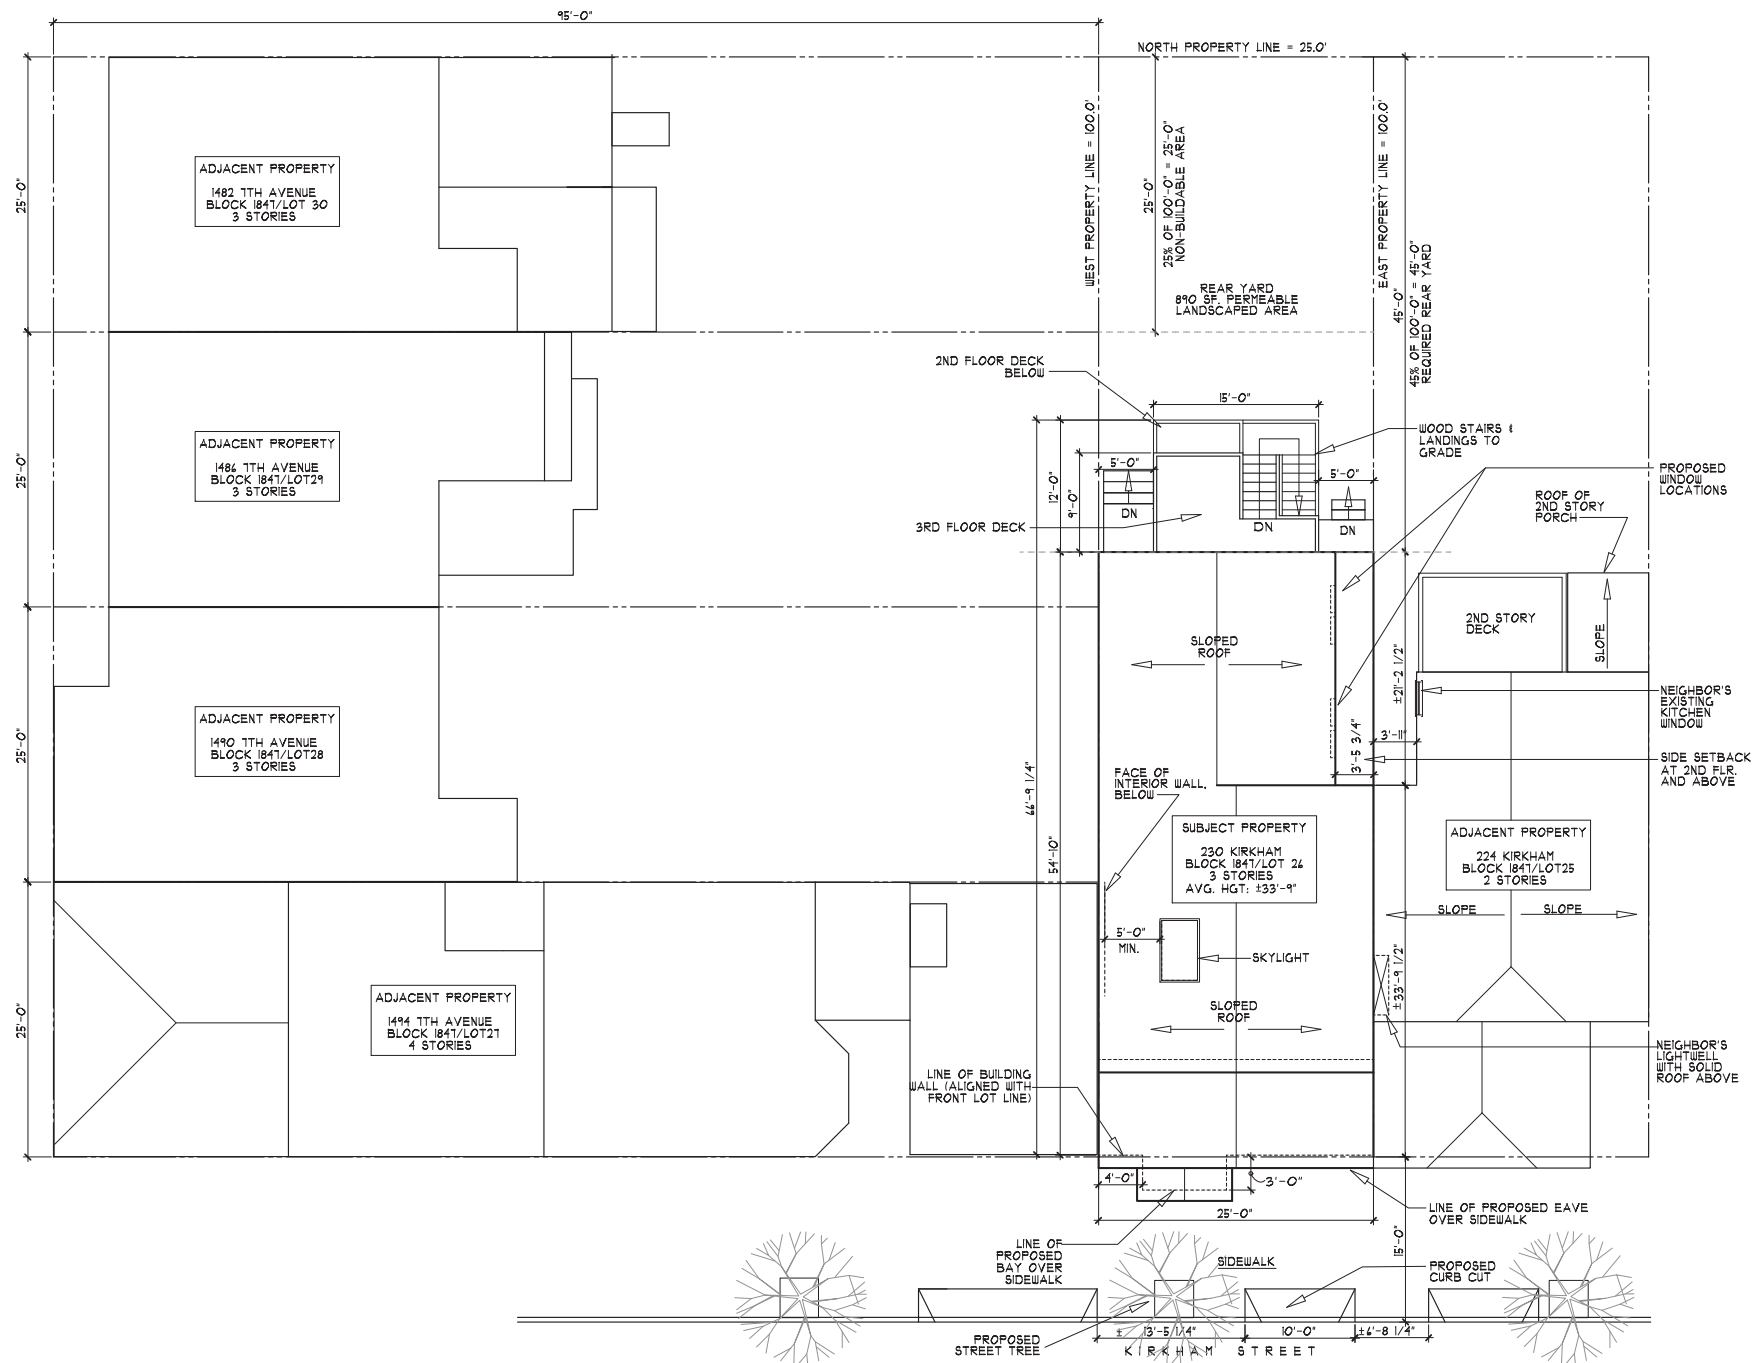 95'-0"
NORTH PROPERTY LINE = 25.0'
25'-0"
ADJACENT PROPERTY
1482 7TH AVENUE
BLOCK 1847/LOT 30
3 STORIES
WEST PROPERTY LINE = 100.0'
25'-0"
25% OF 100'-0" = 25'-0"
NON-BUILDABLE AREA
EAST PROPERTY LINE = 100.0'
45'-0"
45% OF 100'-0" = 45'-0"
REQUIRED REAR YARD
REAR YARD
890 SF. PERMEABLE
LANDSCAPED AREA
2ND FLOOR DECK
BELOW
15'-0"
25'-0"
ADJACENT PROPERTY
1486 7TH AVENUE
BLOCK 1847/LOT29
3 STORIES
WOOD STAIRS &
LANDINGS TO
GRADE
5'-0"
5'-0"
12'-0"
9'-0"
PROPOSED
WINDOW
LOCATIONS
ROOF OF
2ND STORY
PORCH
3RD FLOOR DECK
DN
DN
DN
2ND STORY
DECK
SLOPE
SLOPED
ROOF
±21'-2 1/2"
NEIGHBOR'S
EXISTING
KITCHEN
WINDOW
25'-0"
ADJACENT PROPERTY
1490 7TH AVENUE
BLOCK 1847/LOT28
3 STORIES
3'-5 3/4"
3'-11"
SIDE SETBACK
AT 2ND FLR.
AND ABOVE
FACE OF
INTERIOR WALL,
BELOW
66'-9 1/4"
54'-10"
SUBJECT PROPERTY
230 KIRKHAM
BLOCK 1847/LOT 26
3 STORIES
AVG. HGT: ±33'-9"
ADJACENT PROPERTY
224 KIRKHAM
BLOCK 1847/LOT25
2 STORIES
SLOPE
SLOPE
5'-0"
MIN.
SKYLIGHT
±33'-9 1/2"
25'-0"
ADJACENT PROPERTY
1494 7TH AVENUE
BLOCK 1847/LOT27
4 STORIES
SLOPED
ROOF
NEIGHBOR'S
LIGHTWELL
WITH SOLID
ROOF ABOVE
LINE OF BUILDING
WALL (ALIGNED WITH
FRONT LOT LINE)
4'-0"
3'-0"
25'-0"
LINE OF PROPOSED EAVE
OVER SIDEWALK
15'-0"
LINE OF
PROPOSED
BAY OVER
SIDEWALK
SIDEWALK
PROPOSED
CURB CUT
PROPOSED
STREET TREE
± 13'-5 1/4"
10'-0"
±6'-8 1/4"
KIRKHAM STREET